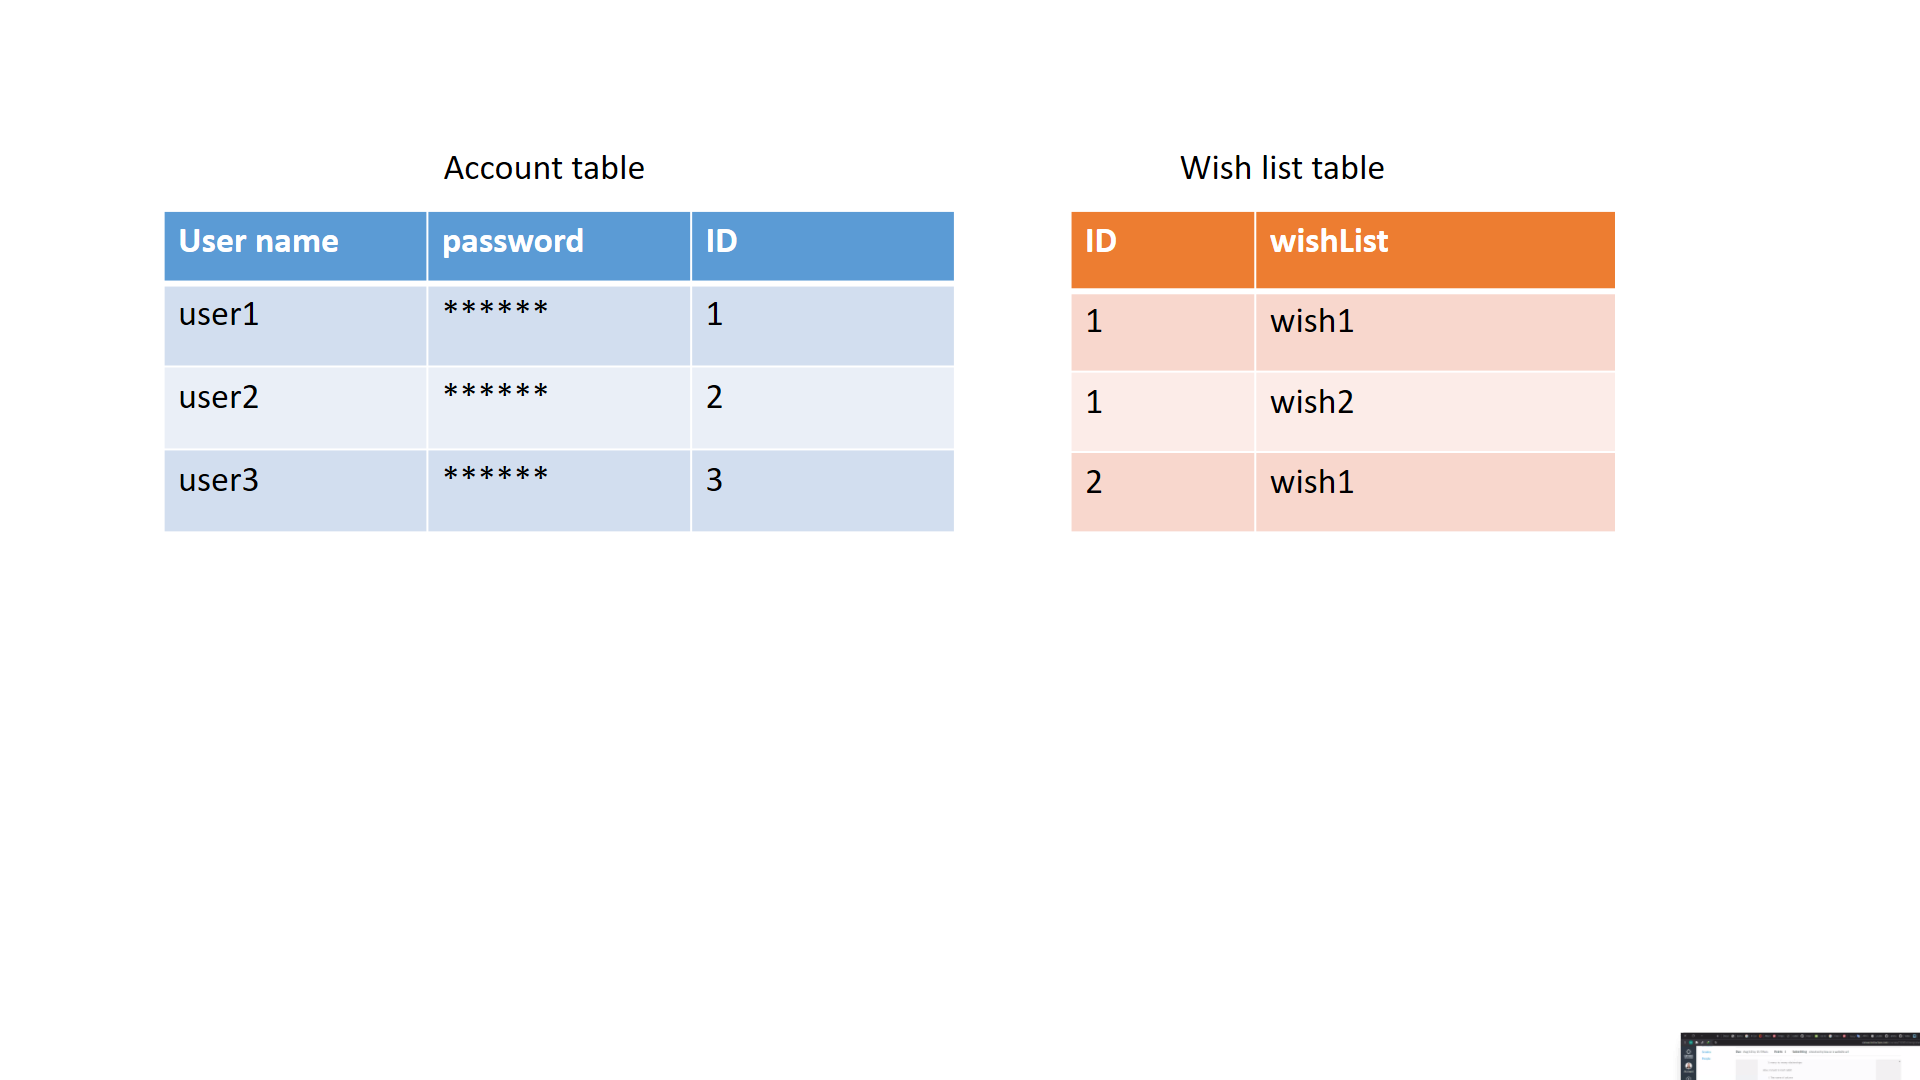 Account table
User name password ID
user1 ****** 1
user2 ****** 2
user3 ****** 3
Wish list table
ID wishList
1 wish1
1 wish2
2 wish1